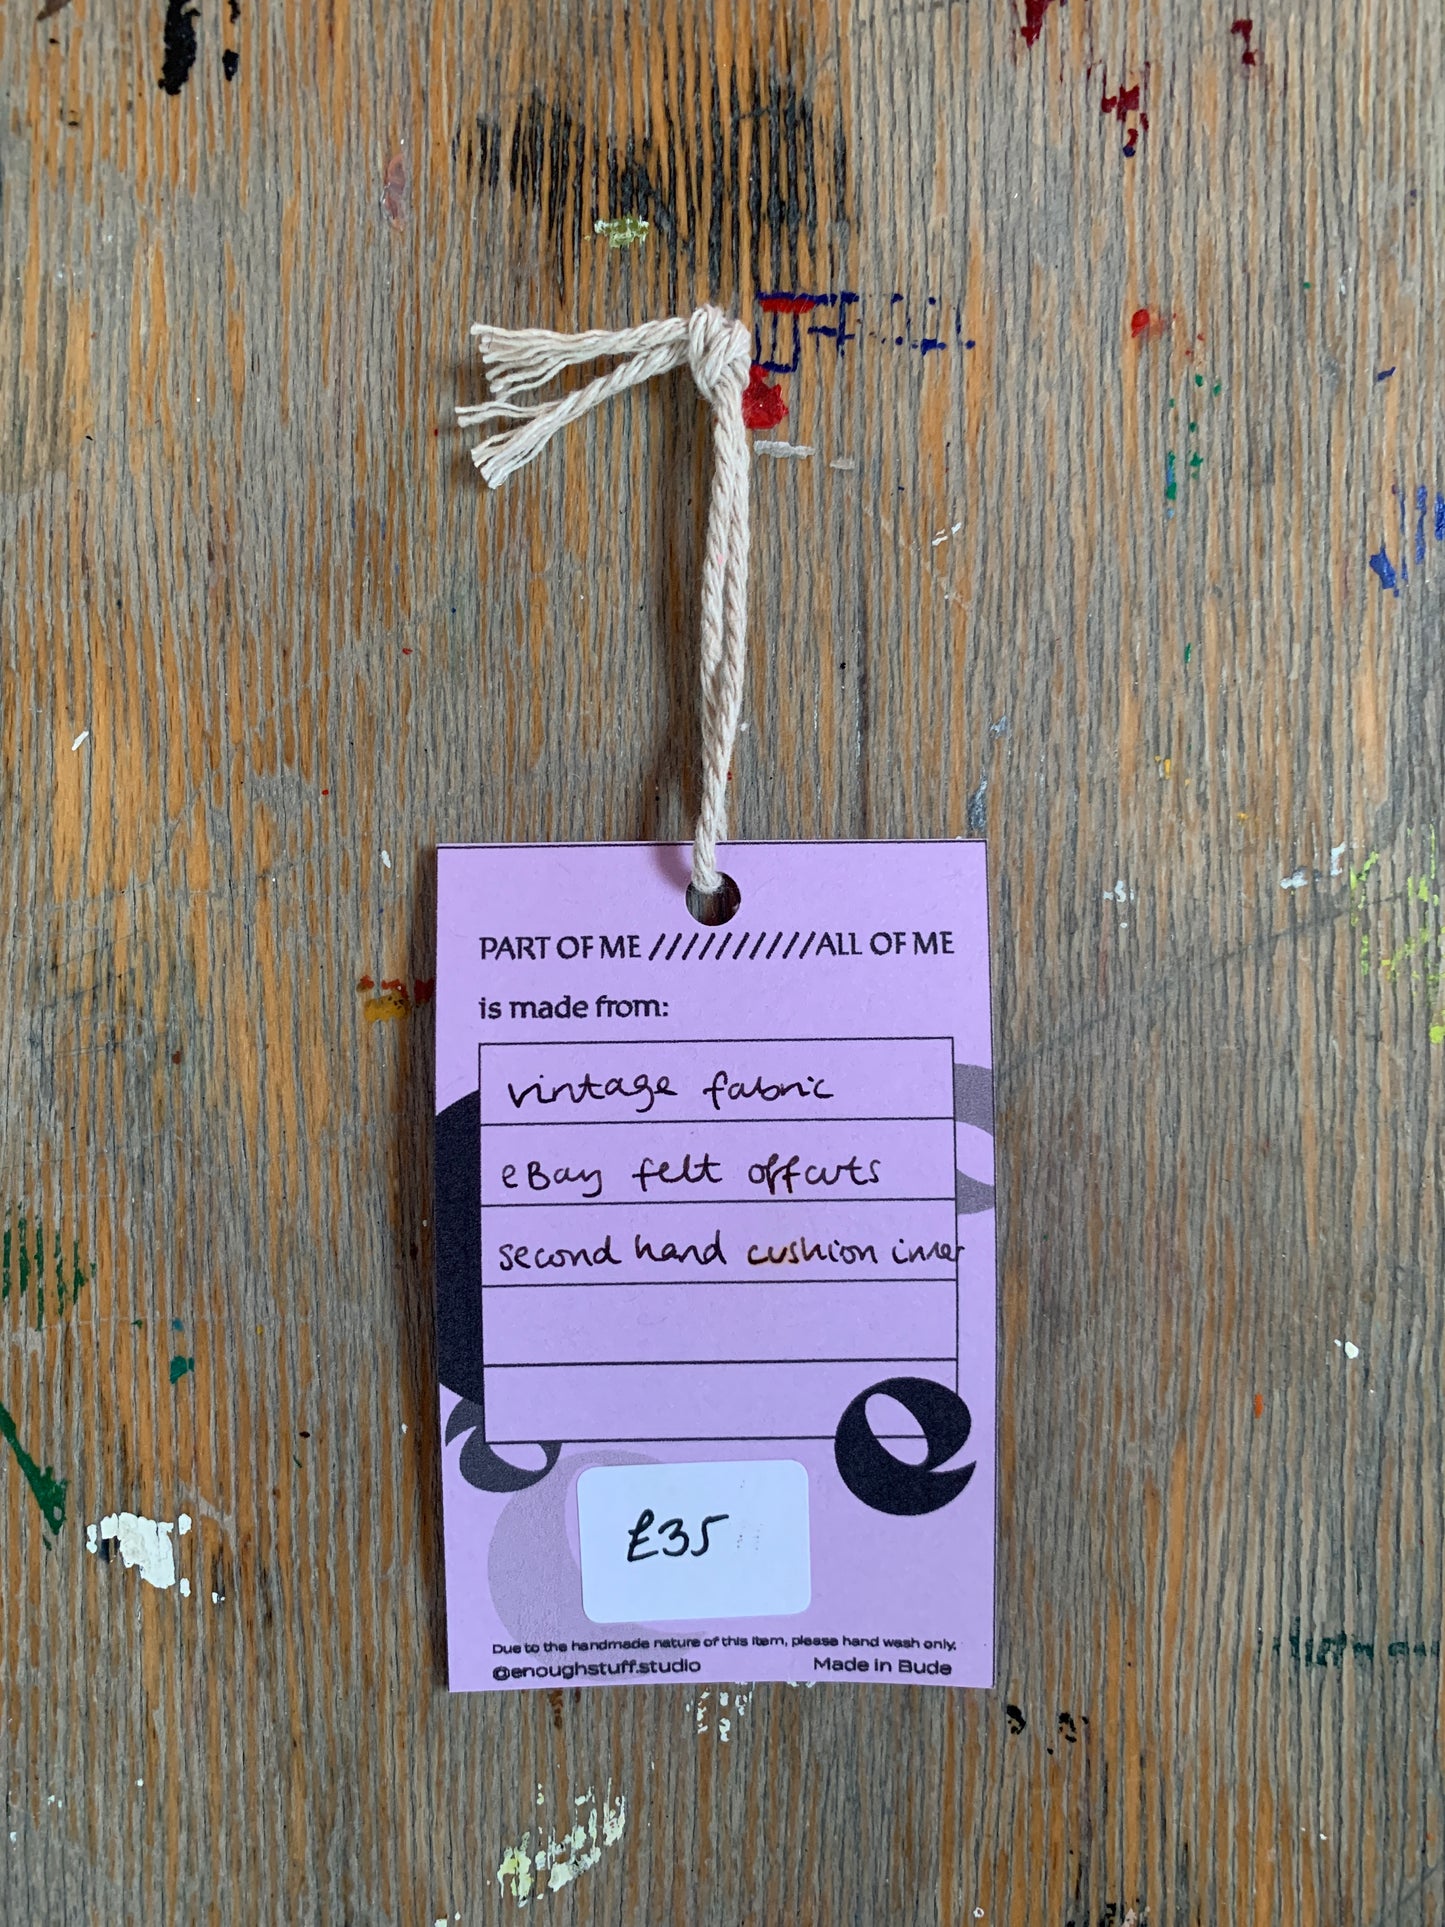 PART OF ME //////////ALL OF ME
is made from:
vintage fabric
eBay felt offcuts
second hand cushion inner
£35
Due to the handmade nature of this item, please hand wash only.
@enoughstuff.studio Made in Bude